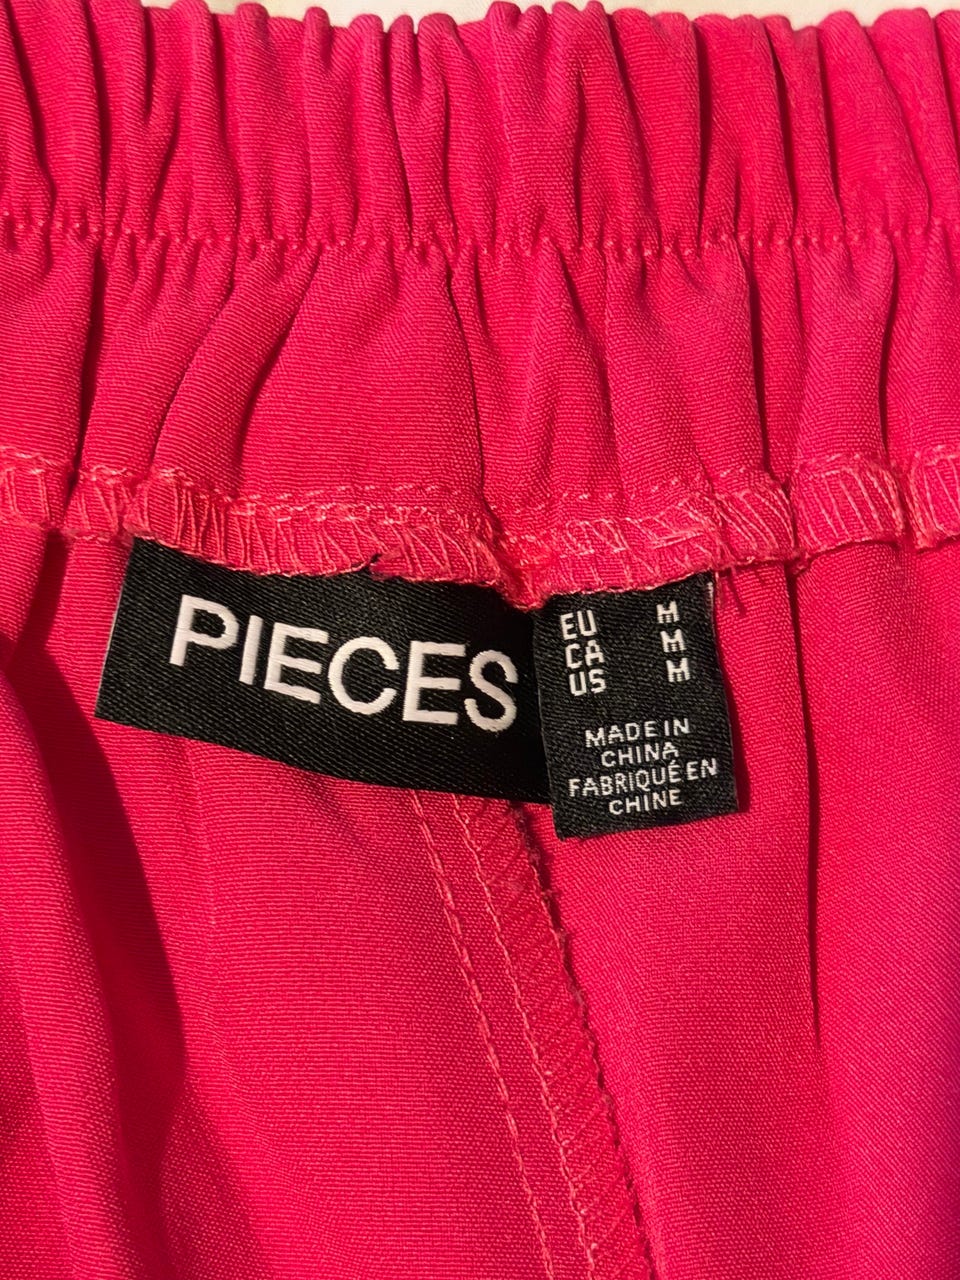 PIECES
EU M
CA M
US M
MADE IN
CHINA
FABRIQUÉ EN
CHINE